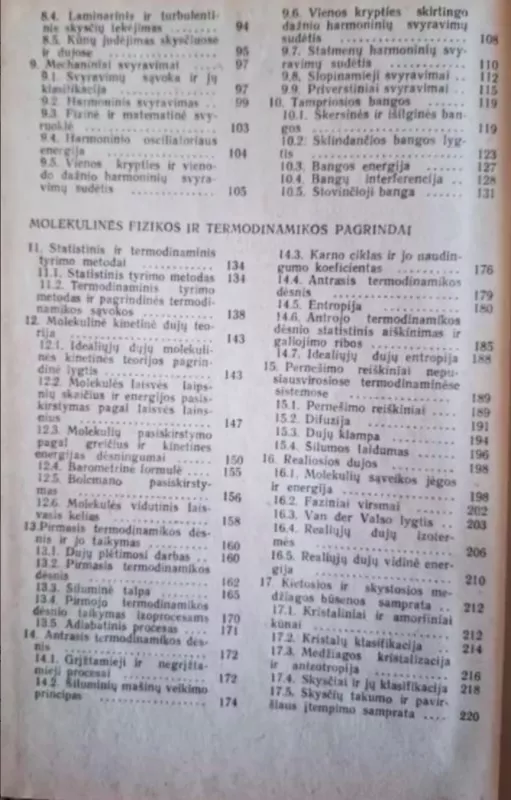 8.4. Laminarinis ir turbulenti-
nis skysčių tekėjimas ..... 94
8.5. Kūnų judėjimas skysčiuose
ir dujose ..... 95
9. Mechaniniai svyravimai ..... 97
9.1. Svyravimų sąvoka ir jų
klasifikacija ..... 97
9.2. Harmoninis svyravimas .. 99
9.3. Fizinė ir matematinė svy-
ruoklė ..... 103
9.4. Harmoninio osciliatoriaus
energija ..... 104
9.5. Vienos krypties ir vieno-
do dažnio harmoninių svyra-
vimų sudėtis ..... 105
9.6. Vienos krypties skirtingo
dažnio harmoninių svyravimų
sudėtis ..... 108
9.7. Statmenų harmoninių svy-
ravimų sudėtis ..... 110
9.8. Slopinamieji svyravimai .. 112
9.9. Priverstiniai svyravimai .. 115
10. Tampriosios bangos ..... 119
10.1. Skersinės ir išilginės ban-
gos ..... 119
10.2. Sklindančios bangos lyg-
tis ..... 123
10.3. Bangos energija ..... 127
10.4. Bangų interferencija .. 128
10.5. Stovinčioji banga ..... 131
MOLEKULINĖS FIZIKOS IR TERMODINAMIKOS PAGRINDAI
11. Statistinis ir termodinaminis
tyrimo metodai ..... 134
11.1. Statistinis tyrimo metodas 134
11.2. Termodinaminis tyrimo
metodas ir pagrindinės termodi-
namikos sąvokos ..... 138
12. Molekulinė kinetinė dujų teo-
rija ..... 143
12.1. Idealiųjų dujų molekuli-
nės kinetinės teorijos pagrin-
dinė lygtis ..... 143
12.2. Molekulės laisvės laips-
nių skaičius ir energijos pasis-
kirstymas pagal laisvės laips-
nius ..... 147
12.3. Molekulių pasiskirstymo
pagal greičius ir kinetines
energijas dėsningumai ..... 150
12.4. Barometrinė formulė .. 155
12.5. Bolcmano pasiskirsty-
mas ..... 156
12.6. Molekulės vidutinis lais-
vasis kelias ..... 158
13. Pirmasis termodinamikos dės-
nis ir jo taikymas ..... 160
13.1. Dujų plėtimosi darbas .. 160
13.2. Pirmasis termodinamikos
dėsnis ..... 162
13.3. Šiluminė talpa ..... 165
13.4. Pirmojo termodinamikos
dėsnio taikymas izoprocesams 170
13.5. Adiabatinis procesas ... 171
14. Antrasis termodinamikos dės-
nis ..... 172
14.1. Grįžtamieji ir negrįžta-
mieji procesai ..... 172
14.2. Šiluminių mašinų veikimo
principas ..... 174
14.3. Karno ciklas ir jo naudin-
gumo koeficientas ..... 176
14.4. Antrasis termodinamikos
dėsnis ..... 179
14.5. Entropija ..... 180
14.6. Antrojo termodinamikos
dėsnio statistinis aiškinimas ir
galiojimo ribos ..... 185
14.7. Idealiųjų dujų entropija 188
15. Pernešimo reiškiniai nepu-
siausvirosiose termodinaminėse
sistemose ..... 189
15.1. Pernešimo reiškiniai .... 189
15.2. Difuzija ..... 191
15.3. Dujų klampa ..... 194
15.4. Šilumos laidumas ..... 196
16. Realiosios dujos ..... 198
16.1. Molekulių sąveikos jėgos
ir energija ..... 198
16.2. Faziniai virsmai ..... 202
16.3. Van der Valso lygtis .. 203
16.4. Realiųjų dujų izoter-
mės ..... 206
16.5. Realiųjų dujų vidinė ener-
gija ..... 210
17. Kietosios ir skystosios me-
džiagos būsenos samprata .. 212
17.1. Kristaliniai ir amorfiniai
kūnai ..... 212
17.2. Kristalų klasifikacija .. 214
17.3. Medžiagos kristalizacija
ir anizotropija ..... 216
17.4. Skysčiai ir jų klasifikacija 218
17.5. Skysčių takumo ir pavir-
šiaus įtempimo samprata .... 220